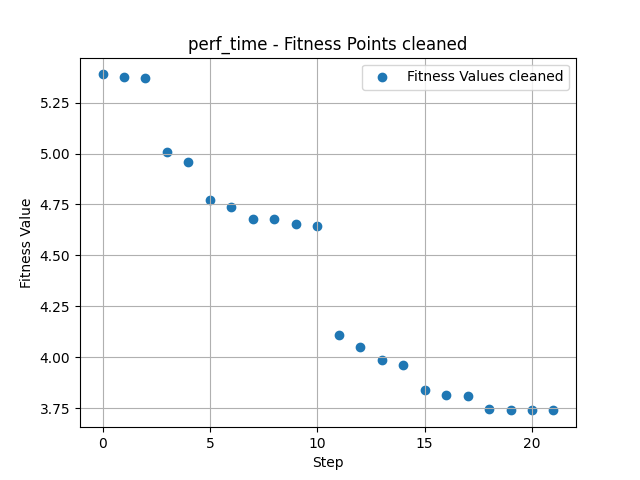 perf_time - Fitness Points cleaned
Fitness Values cleaned
5.25
5.00
4.75
4.50
4.25
4.00
3.75
Fitness Value
0 5 10 15 20
Step